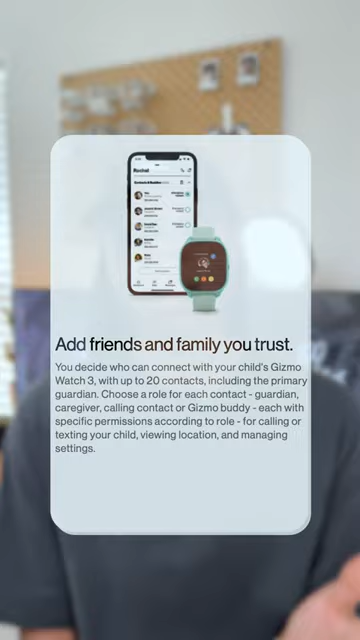 Rachel
Add friends and family you trust.
You decide who can connect with your child's Gizmo
Watch 3, with up to 20 contacts, including the primary
guardian. Choose a role for each contact - guardian,
caregiver, calling contact or Gizmo buddy - each with
specific permissions according to role - for calling or
texting your child, viewing location, and managing
settings.